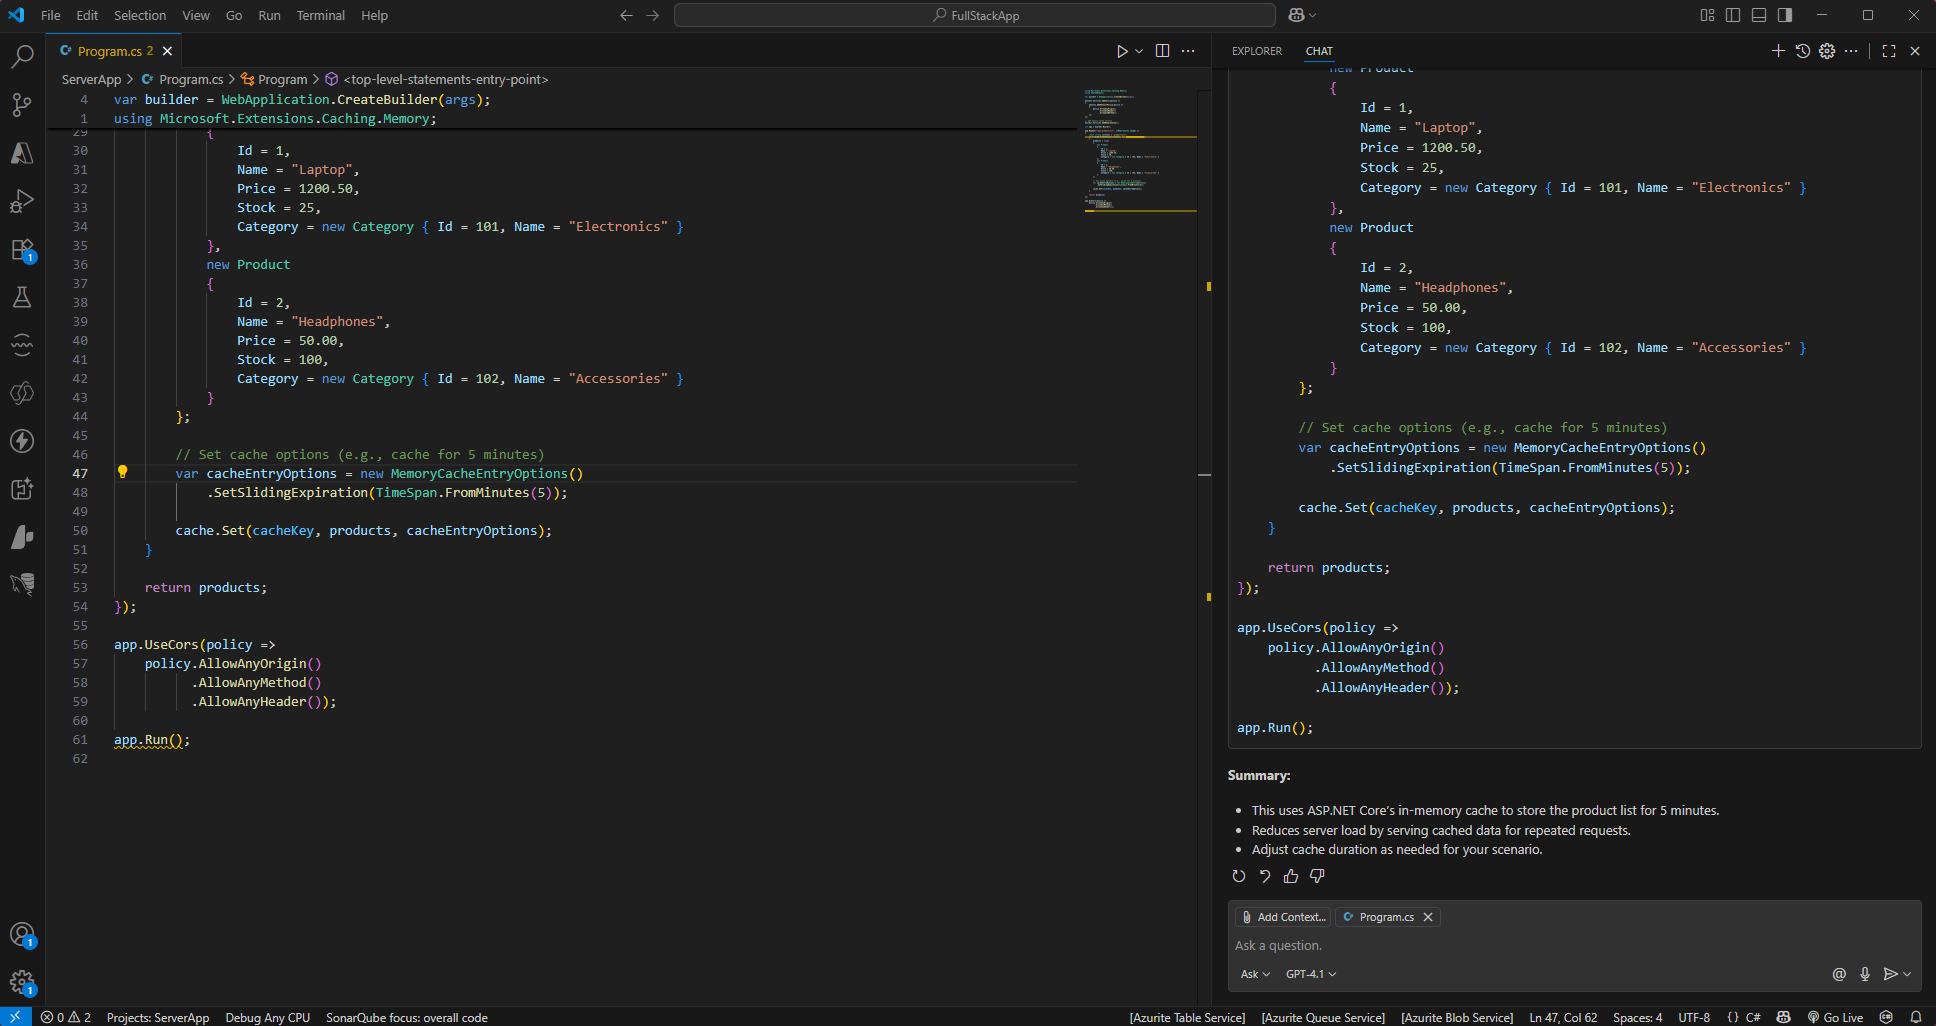 File Edit Selection View Go Run Terminal Help
FullStackApp
Program.cs 2
ServerApp > Program.cs > Program > <top-level-statements-entry-point>
4 var builder = WebApplication.CreateBuilder(args);
1 using Microsoft.Extensions.Caching.Memory;
29 {
30 Id = 1,
31 Name = "Laptop",
32 Price = 1200.50,
33 Stock = 25,
34 Category = new Category { Id = 101, Name = "Electronics" }
35 },
36 new Product
37 {
38 Id = 2,
39 Name = "Headphones",
40 Price = 50.00,
41 Stock = 100,
42 Category = new Category { Id = 102, Name = "Accessories" }
43 }
44 };
45
46 // Set cache options (e.g., cache for 5 minutes)
47 var cacheEntryOptions = new MemoryCacheEntryOptions()
48 .SetSlidingExpiration(TimeSpan.FromMinutes(5));
49
50 cache.Set(cacheKey, products, cacheEntryOptions);
51 }
52
53 return products;
54 });
55
56 app.UseCors(policy =>
57 policy.AllowAnyOrigin()
58 .AllowAnyMethod()
59 .AllowAnyHeader());
60
61 app.Run();
62
EXPLORER CHAT
new Product
{
Id = 1,
Name = "Laptop",
Price = 1200.50,
Stock = 25,
Category = new Category { Id = 101, Name = "Electronics" }
},
new Product
{
Id = 2,
Name = "Headphones",
Price = 50.00,
Stock = 100,
Category = new Category { Id = 102, Name = "Accessories" }
}
};
// Set cache options (e.g., cache for 5 minutes)
var cacheEntryOptions = new MemoryCacheEntryOptions()
.SetSlidingExpiration(TimeSpan.FromMinutes(5));
cache.Set(cacheKey, products, cacheEntryOptions);
}
return products;
});
app.UseCors(policy =>
policy.AllowAnyOrigin()
.AllowAnyMethod()
.AllowAnyHeader());
app.Run();
Summary:
• This uses ASP.NET Core's in-memory cache to store the product list for 5 minutes.
• Reduces server load by serving cached data for repeated requests.
• Adjust cache duration as needed for your scenario.
Add Context... Program.cs
Ask a question.
Ask GPT-4.1
1
1
1
0 2 Projects: ServerApp Debug Any CPU SonarQube focus: overall code [Azurite Table Service] [Azurite Queue Service] [Azurite Blob Service] Ln 47, Col 62 Spaces: 4 UTF-8 {} C# Go Live